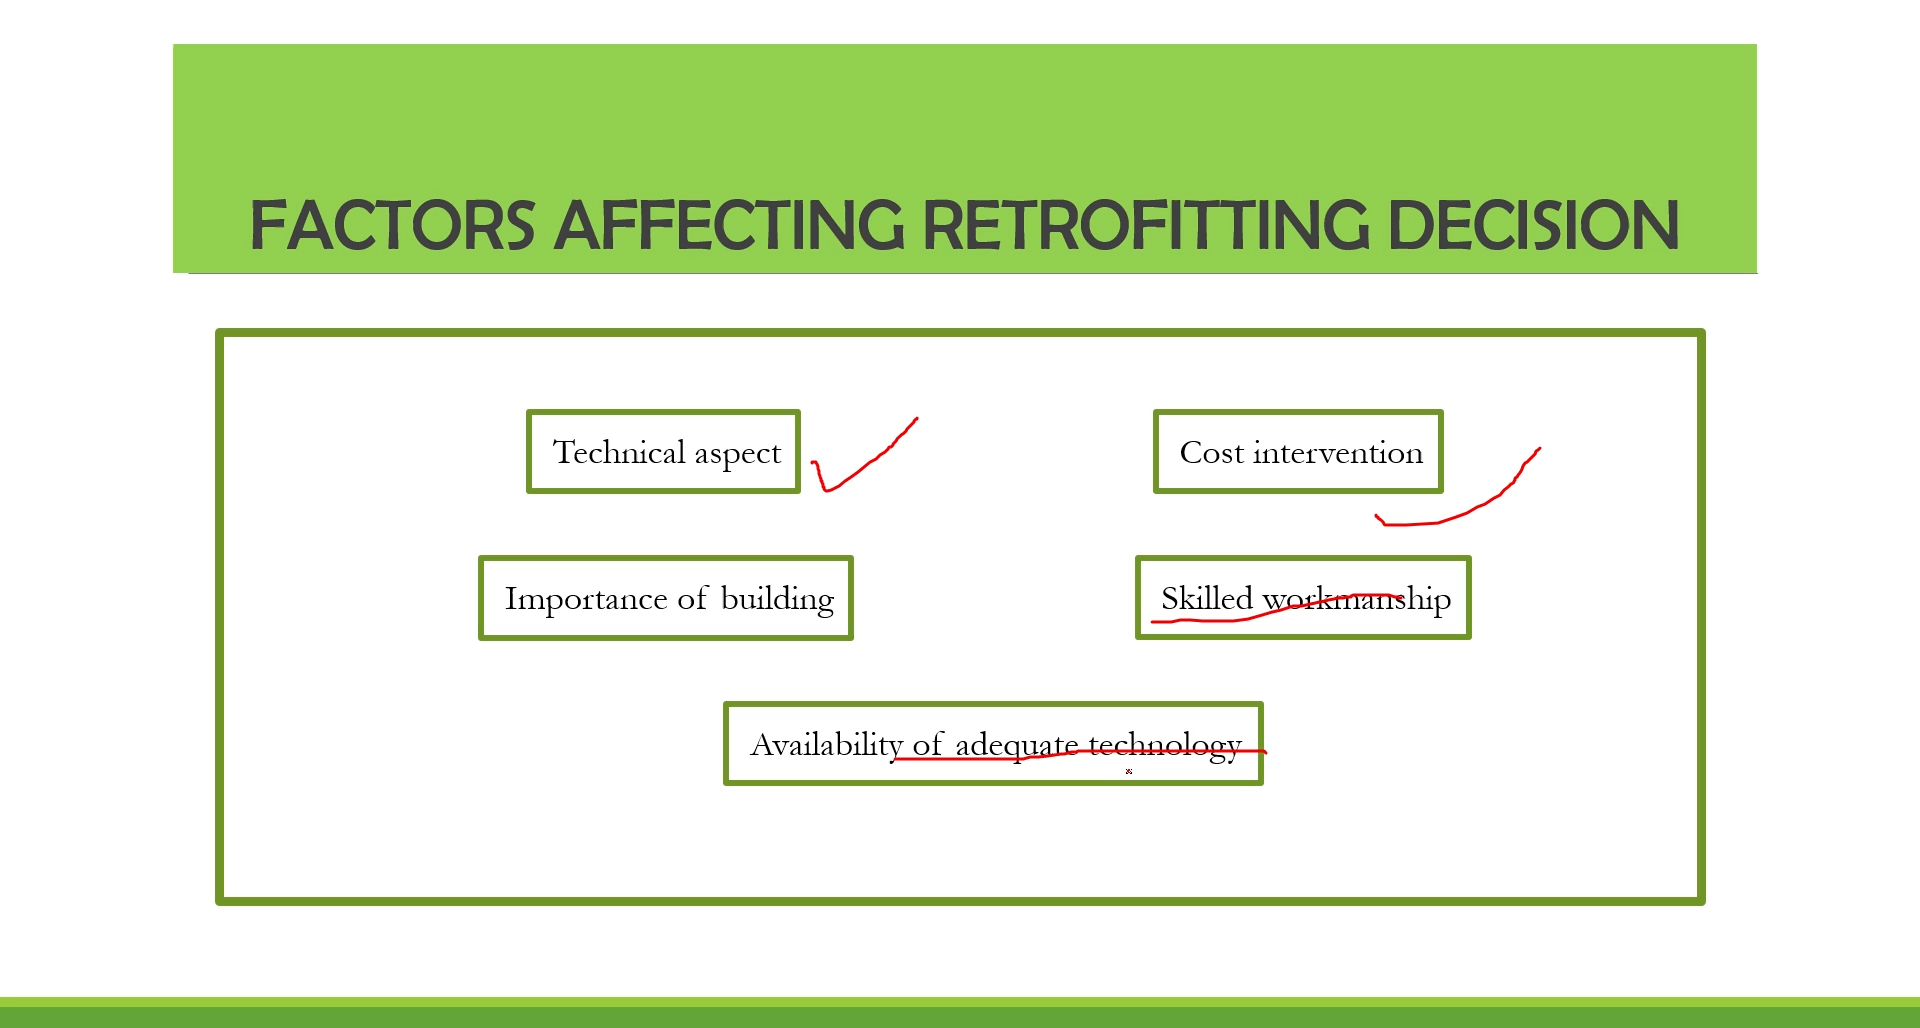 FACTORS AFFECTING RETROFITTING DECISION
Technical aspect
Cost intervention
Importance of building
Skilled workmanship
Availability of adequate technology